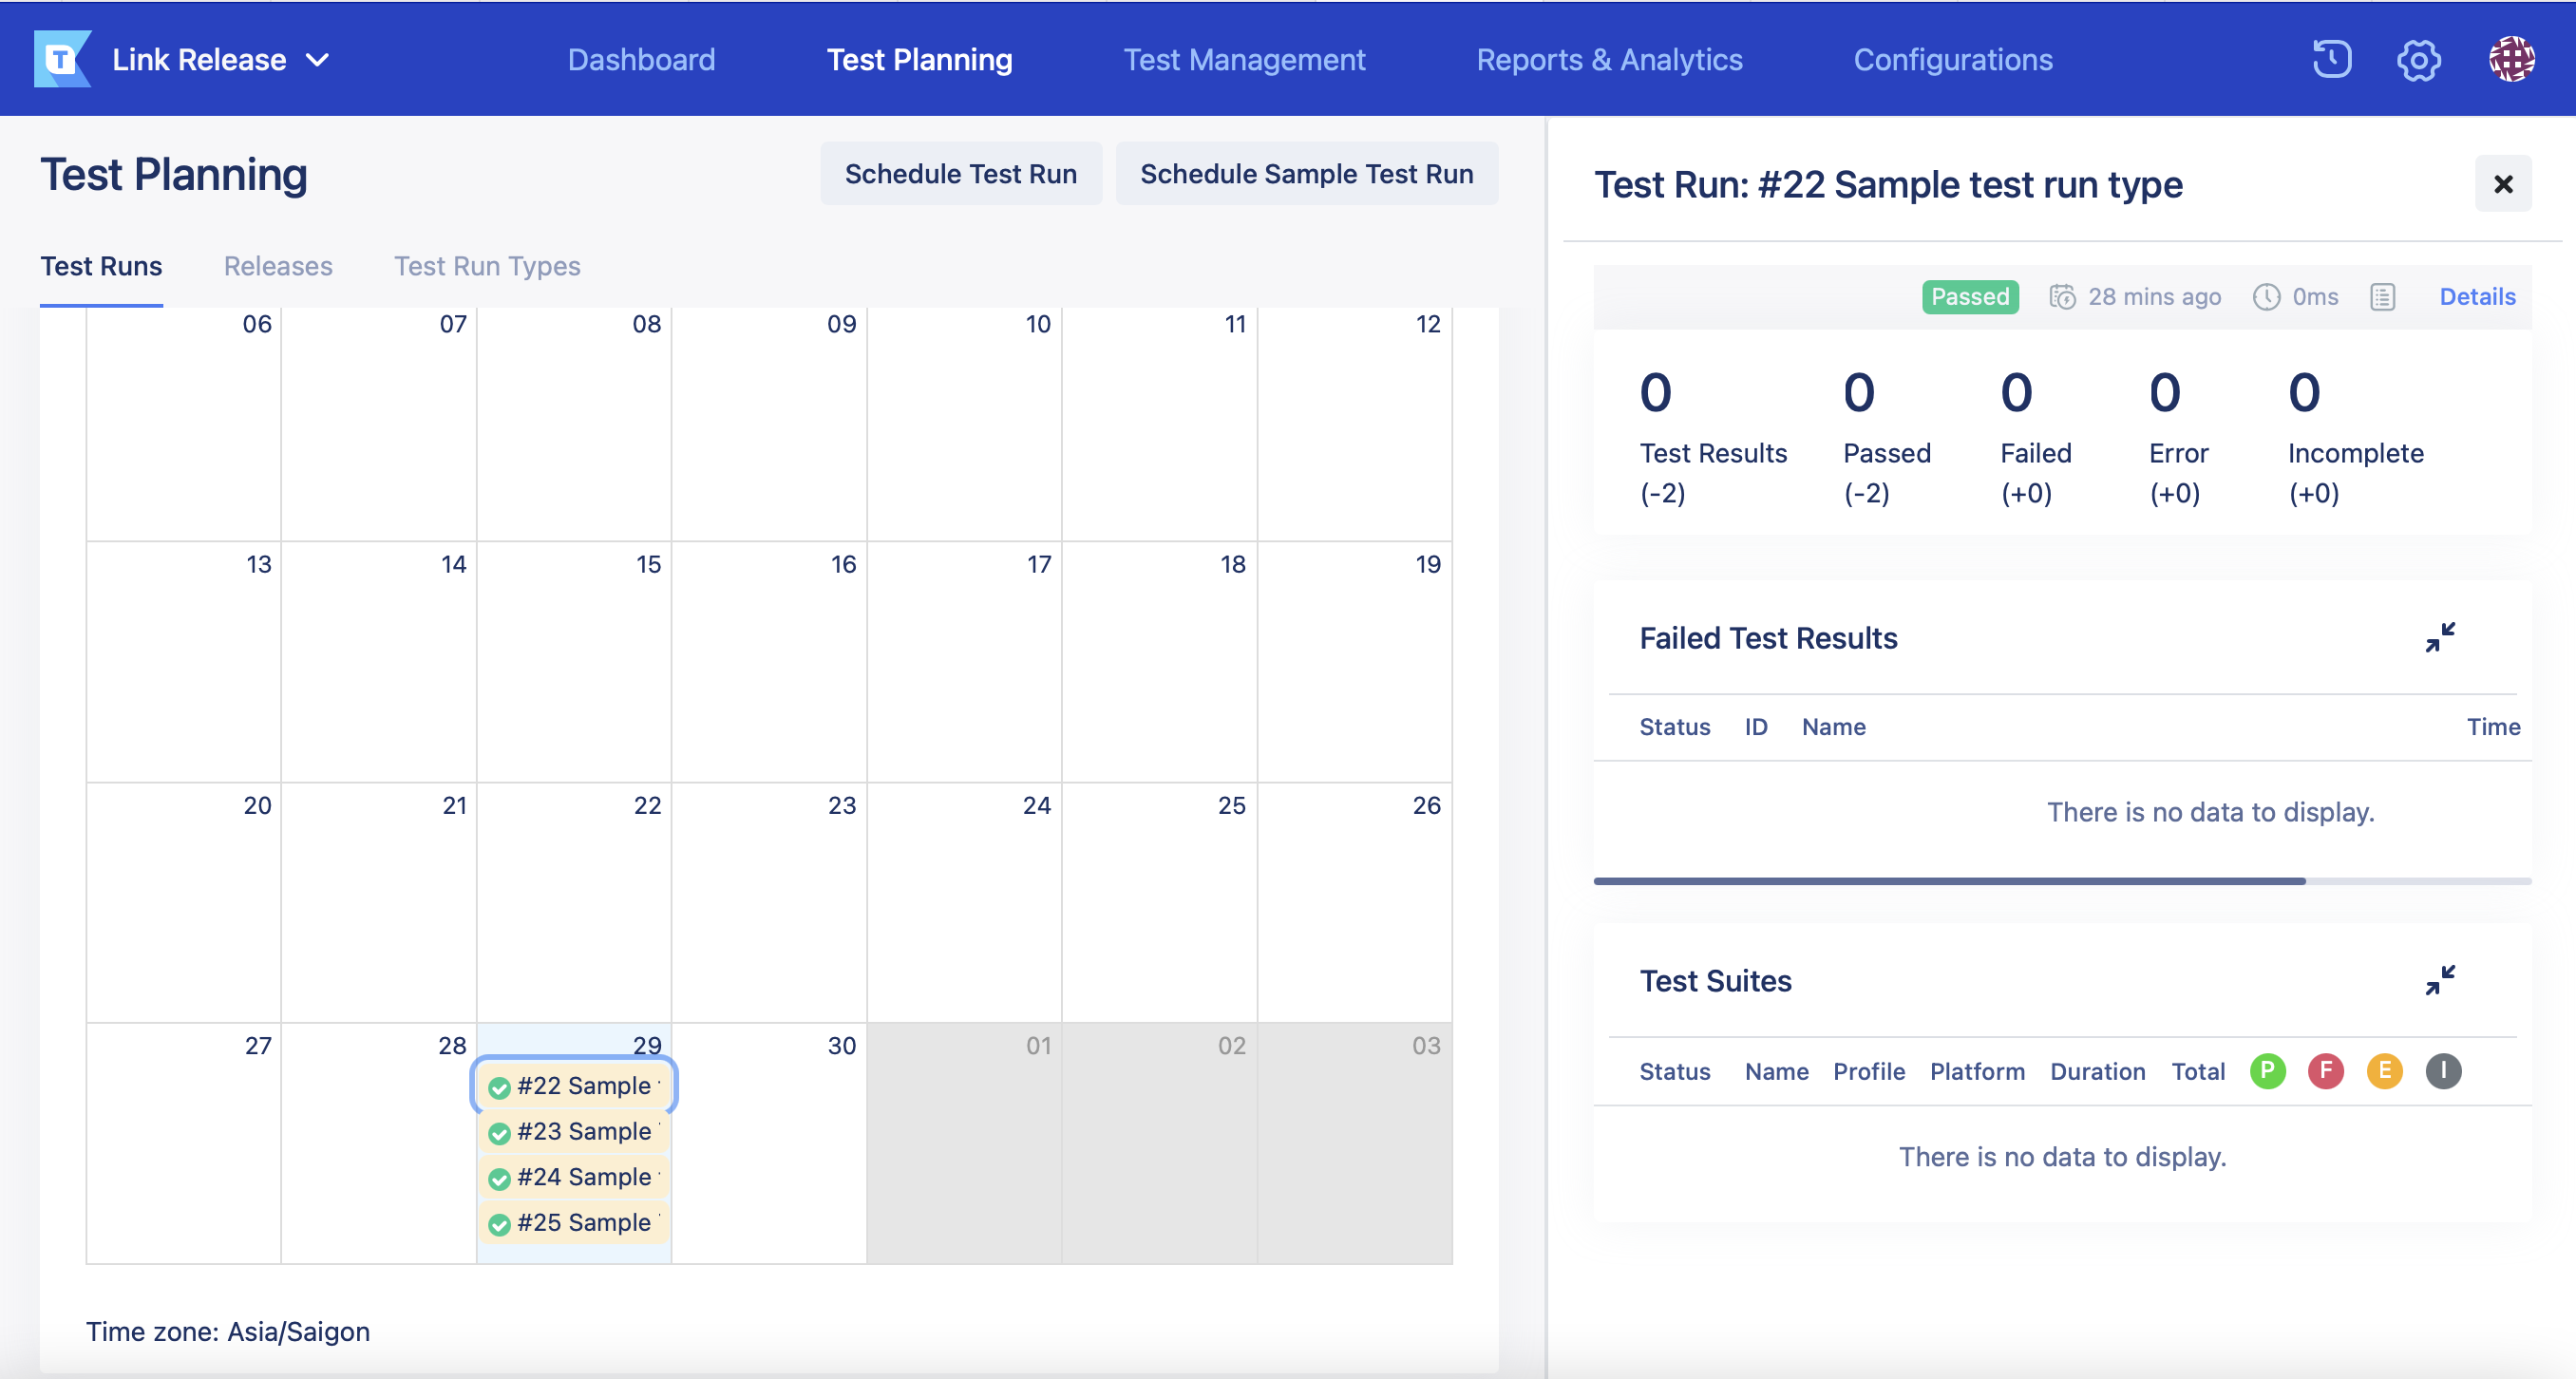 T Link Release
Dashboard
Test Planning
Test Management
Reports & Analytics
Configurations
Test Planning
Schedule Test Run
Schedule Sample Test Run
Test Runs
Releases
Test Run Types
06 07 08 09 10 11 12
13 14 15 16 17 18 19
20 21 22 23 24 25 26
27 28 29 30 01 02 03
#22 Sample
#23 Sample
#24 Sample
#25 Sample
Time zone: Asia/Saigon
Test Run: #22 Sample test run type
Passed 28 mins ago 0ms Details
0 0 0 0 0
Test Results Passed Failed Error Incomplete
(-2) (-2) (+0) (+0) (+0)
Failed Test Results
Status ID Name Time
There is no data to display.
Test Suites
Status Name Profile Platform Duration Total P F E I
There is no data to display.